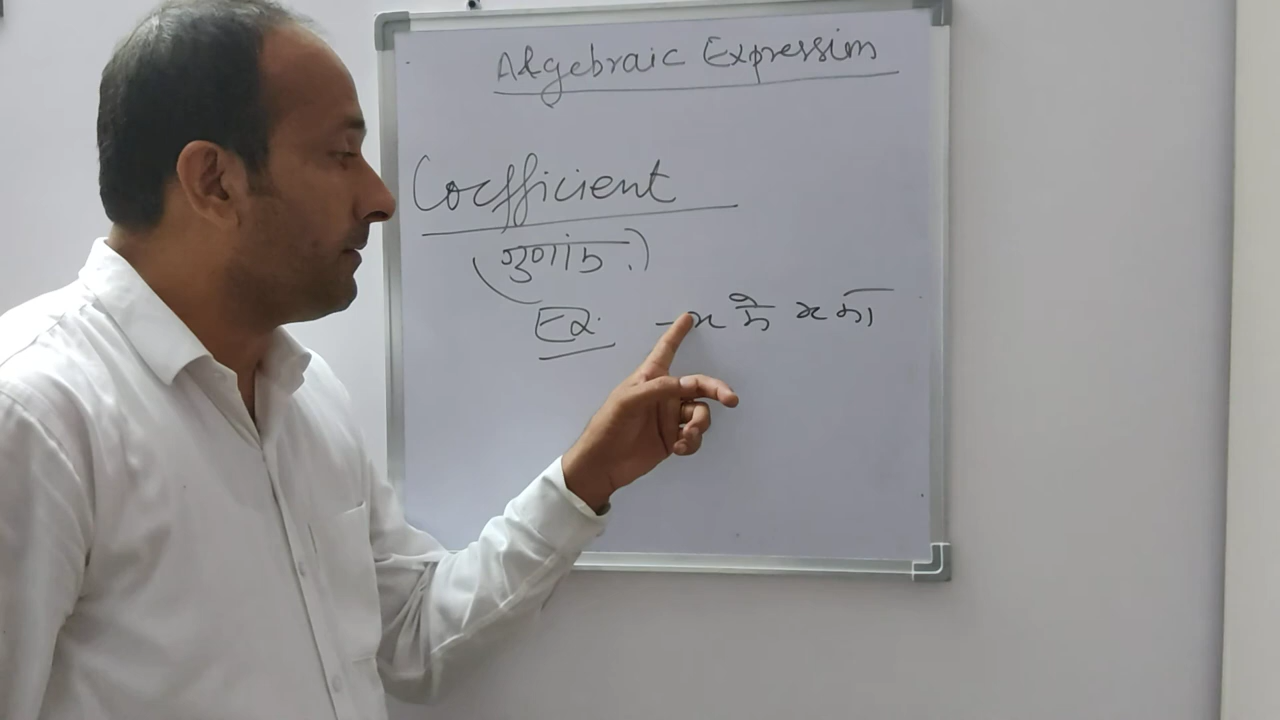 Algebraic Expression
Coefficient
(गुणांक)
Ex. -x में x का